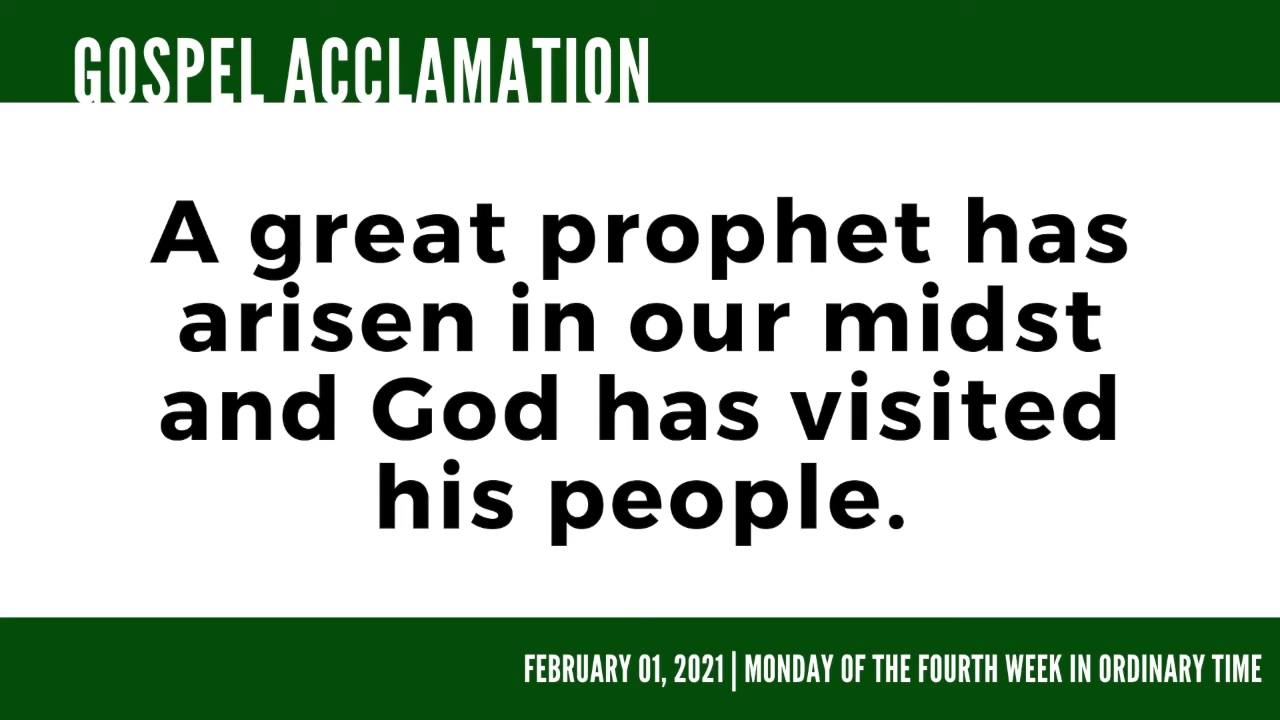 GOSPEL ACCLAMATION
A great prophet has
arisen in our midst
and God has visited
his people.
FEBRUARY 01, 2021 | MONDAY OF THE FOURTH WEEK IN ORDINARY TIME